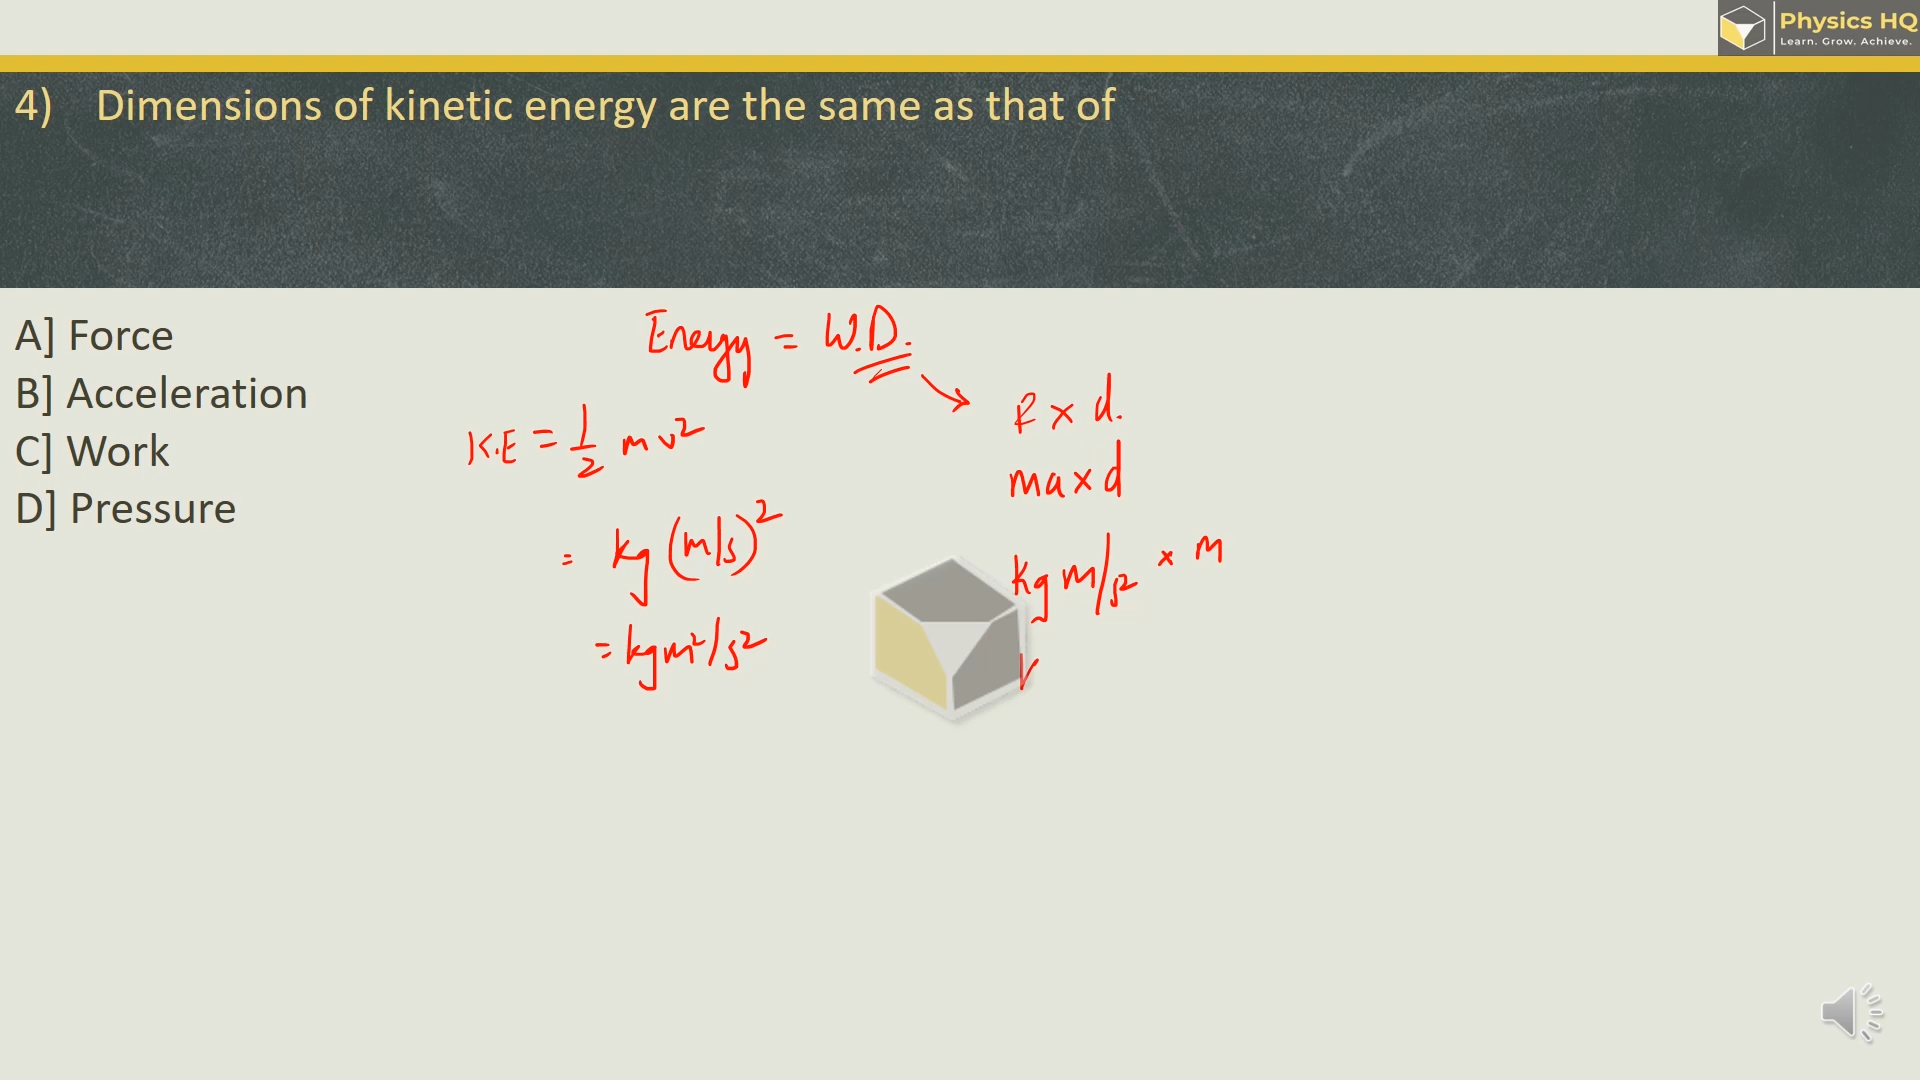 Physics HQ
Learn. Grow. Achieve.
4) Dimensions of kinetic energy are the same as that of
A] Force
B] Acceleration
C] Work
D] Pressure
Energy = W.D.
F x d.
K.E = 1/2 mv²
ma x d
= kg (m/s)²
kg m/s² x m
= kgm²/s²